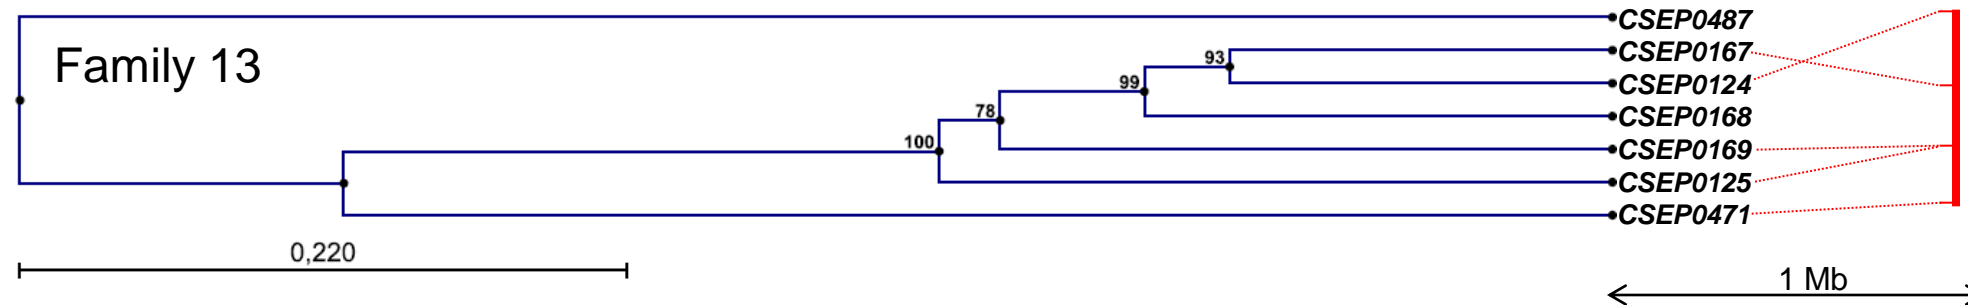 CSEP0487
Family 13
CSEP0167
93
CSEP0124
99
CSEP0168
78
100
CSEP0169
CSEP0125
CSEP0471
0,220
1 Mb